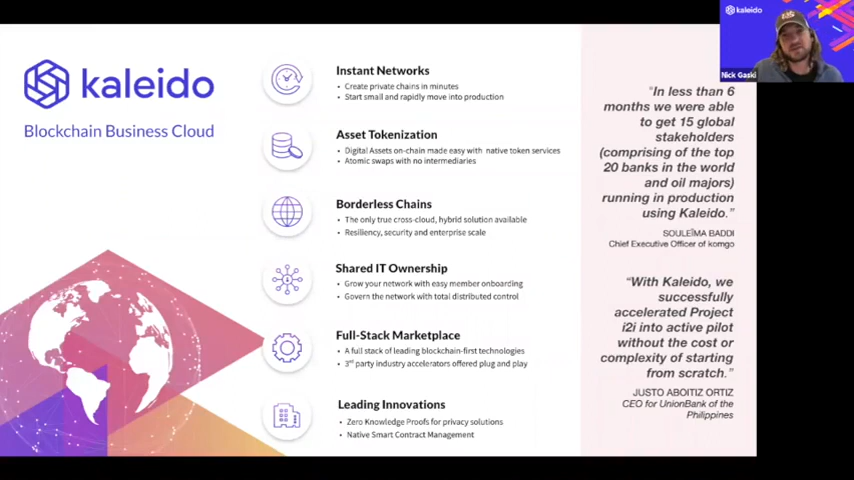 kaleido
Blockchain Business Cloud
Instant Networks
• Create private chains in minutes
• Start small and rapidly move into production
Asset Tokenization
• Digital Assets on-chain made easy with native token services
• Atomic swaps with no intermediaries
Borderless Chains
• The only true cross-cloud, hybrid solution available
• Resiliency, security and enterprise scale
Shared IT Ownership
• Grow your network with easy member onboarding
• Govern the network with total distributed control
Full-Stack Marketplace
• A full stack of leading blockchain-first technologies
• 3rd party industry accelerators offered plug and play
Leading Innovations
• Zero Knowledge Proofs for privacy solutions
• Native Smart Contract Management
"In less than 6
months we were able
to get 15 global
stakeholders
(comprising of the top
20 banks in the world
and oil majors)
running in production
using Kaleido."
SOULEÏMA BADDI
Chief Executive Officer of komgo
"With Kaleido, we
successfully
accelerated Project
i2i into active pilot
without the cost or
complexity of starting
from scratch."
JUSTO ABOITIZ ORTIZ
CEO for UnionBank of the
Philippines
kaleido
Nick Gaski